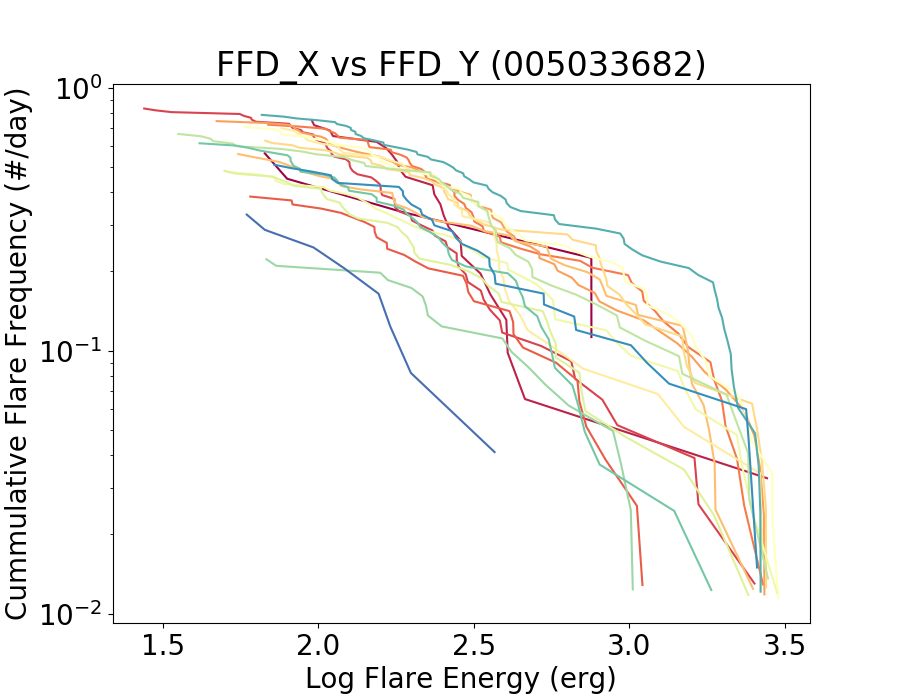 FFD_X vs FFD_Y (005033682)
Cummulative Flare Frequency (#/day)
10⁰
10⁻¹
10⁻²
1.5 2.0 2.5 3.0 3.5
Log Flare Energy (erg)